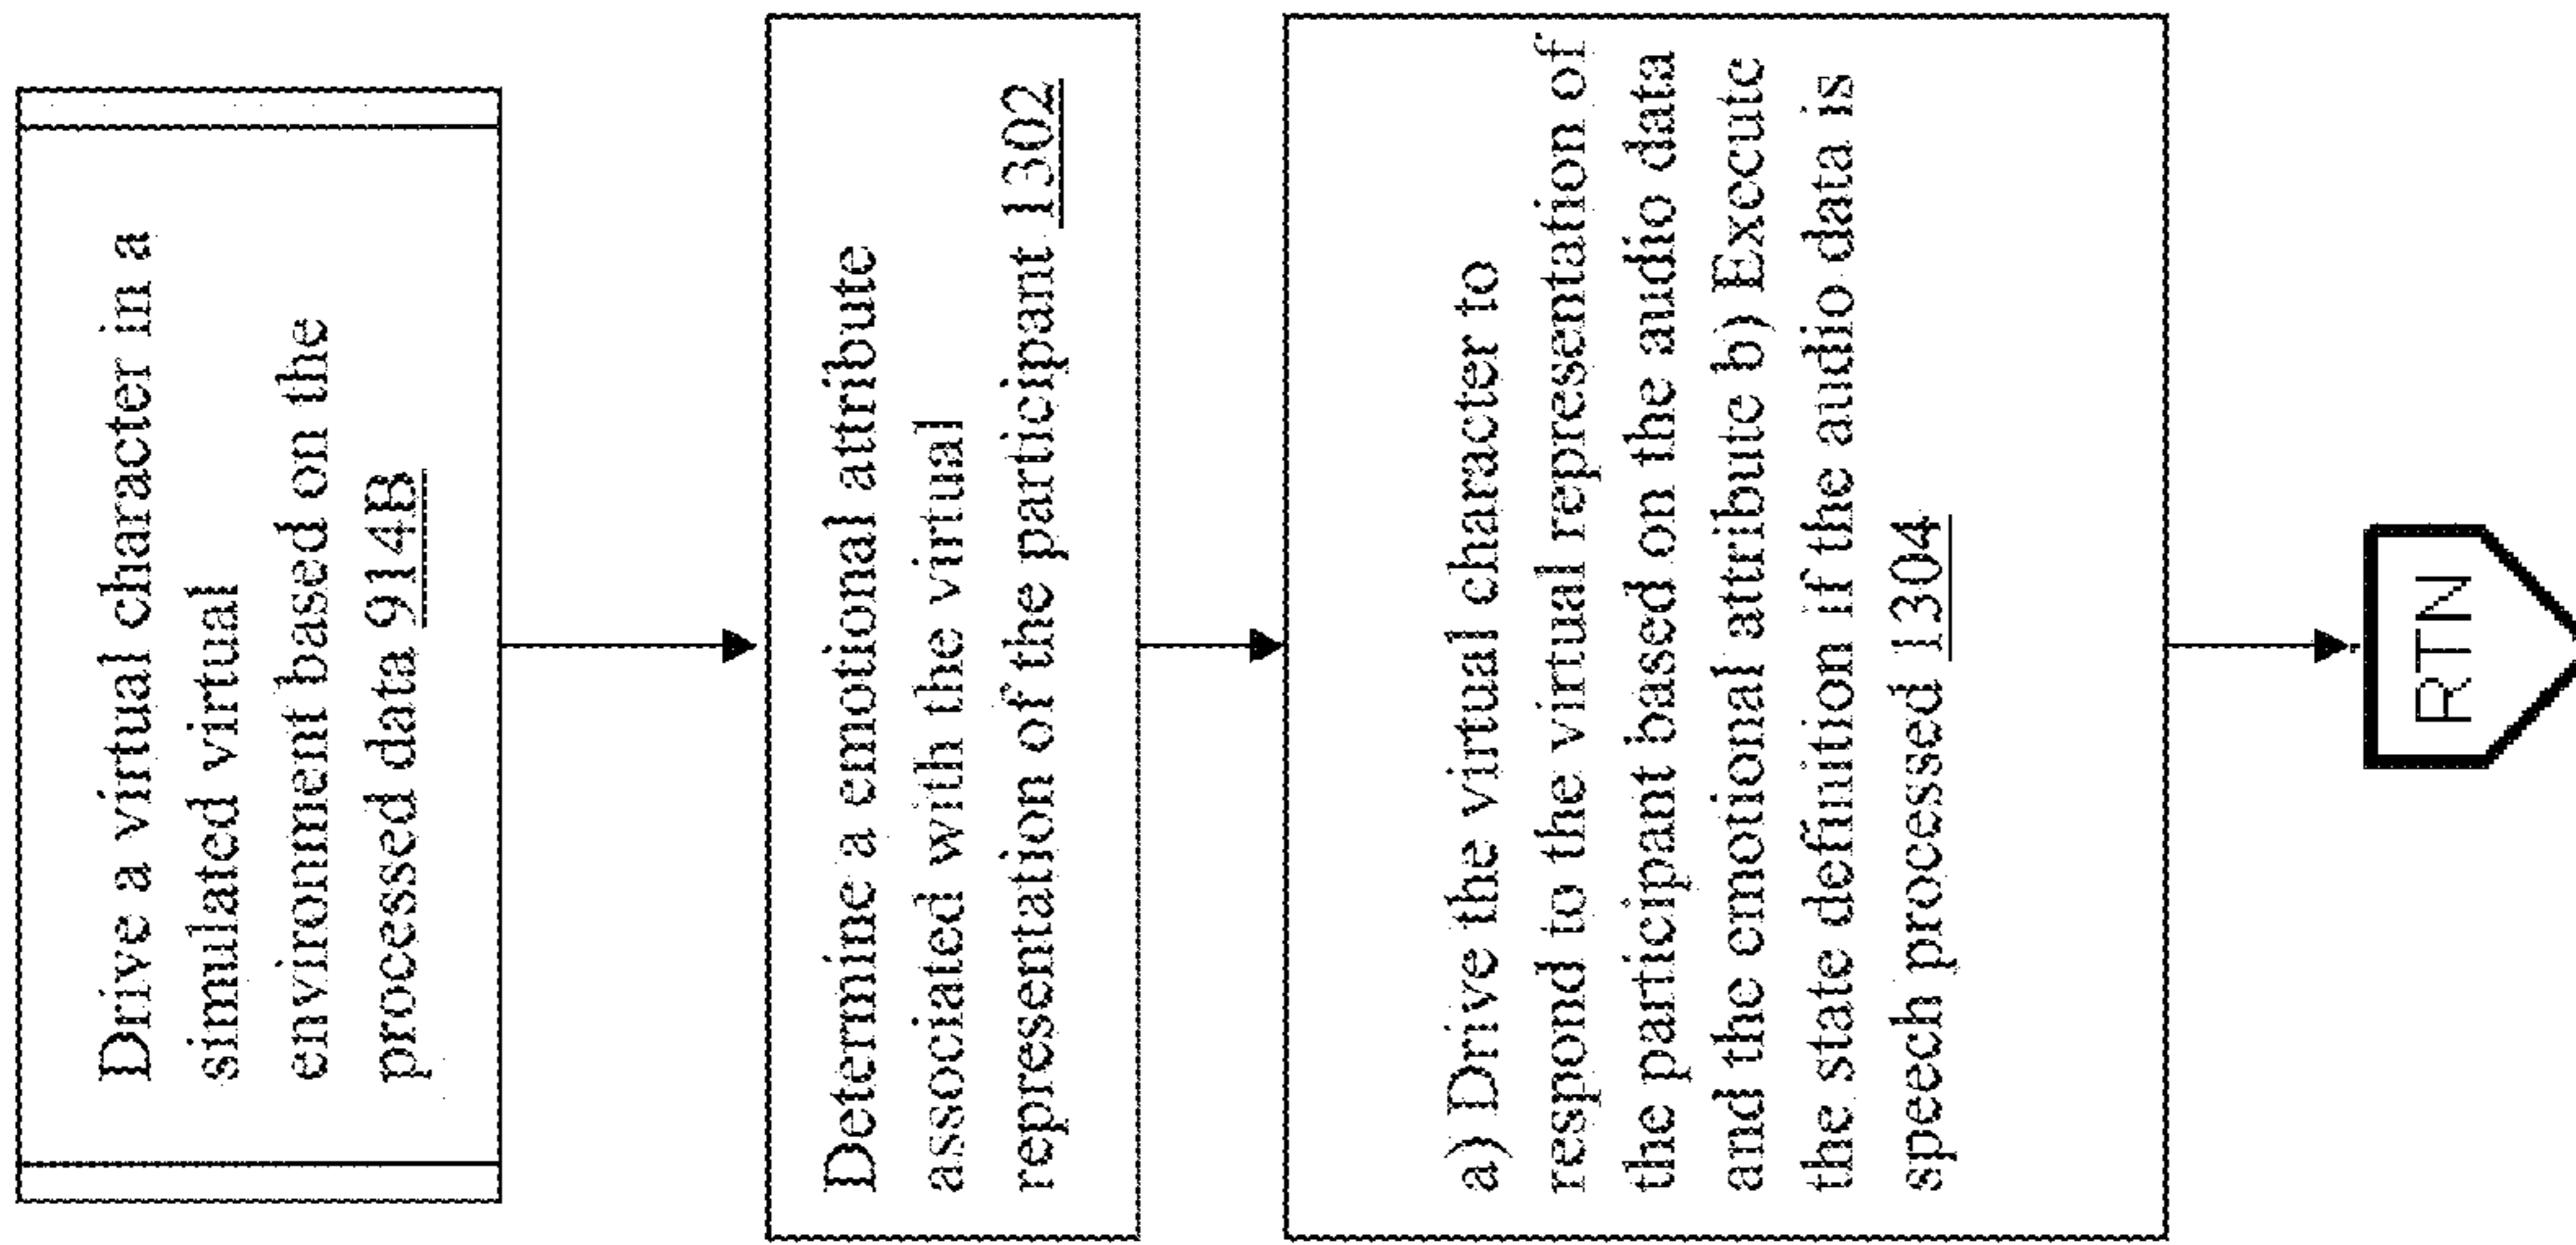 Drive a virtual character in a
simulated virtual
environment based on the
processed data 914B
Determine a emotional attribute
associated with the virtual
representation of the participant 1302
a) Drive the virtual character to
respond to the virtual representation of
the participant based on the audio data
and the emotional attribute b) Execute
the state definition if the audio data is
speech processed 1304
RTN